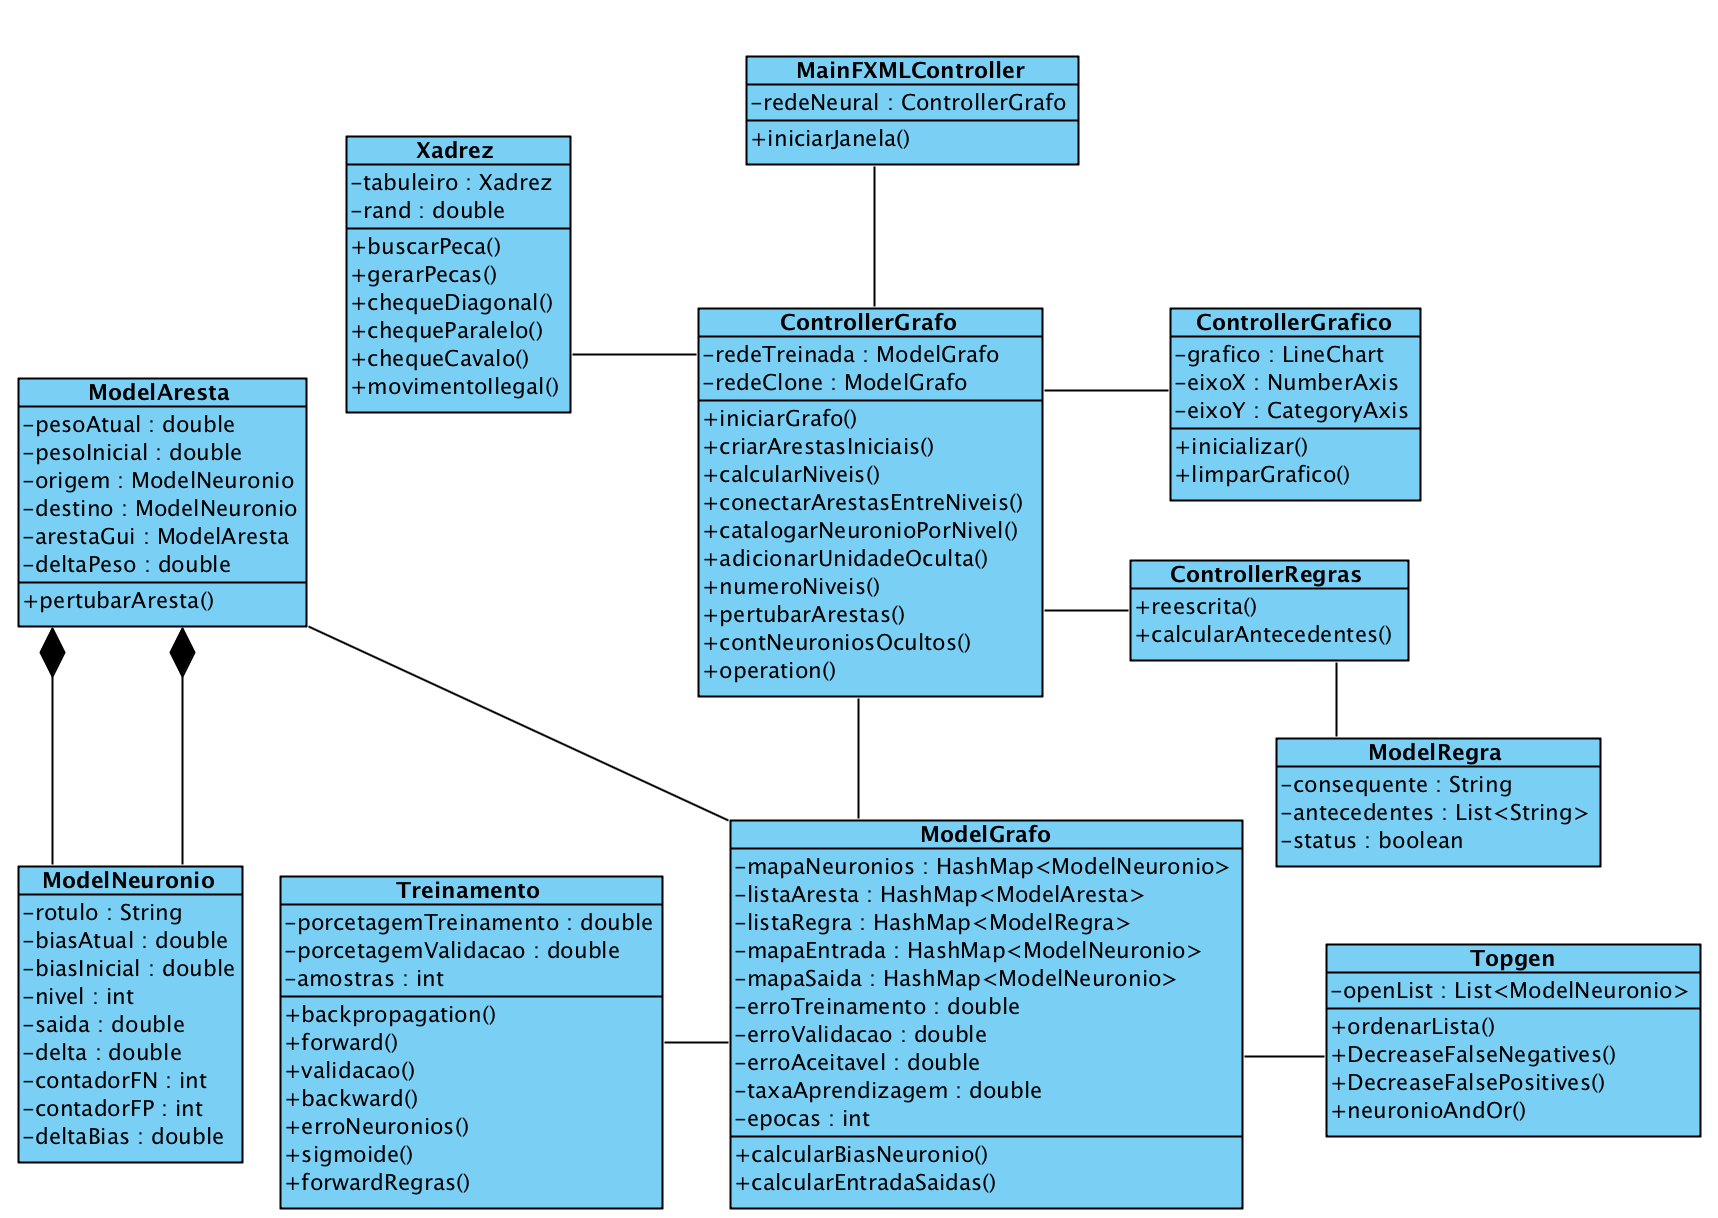 MainFXMLController
-redeNeural : ControllerGrafo
+iniciarJanela()
Xadrez
-tabuleiro : Xadrez
-rand : double
+buscarPeca()
+gerarPecas()
+chequeDiagonal()
+chequeParalelo()
+chequeCavalo()
+movimentoIlegal()
ControllerGrafo
-redeTreinada : ModelGrafo
-redeClone : ModelGrafo
+iniciarGrafo()
+criarArestasIniciais()
+calcularNiveis()
+conectarArestasEntreNiveis()
+catalogarNeuronioPorNivel()
+adicionarUnidadeOculta()
+numeroNiveis()
+pertubarArestas()
+contNeuroniosOcultos()
+operation()
ControllerGrafico
-grafico : LineChart
-eixoX : NumberAxis
-eixoY : CategoryAxis
+inicializar()
+limparGrafico()
ModelAresta
-pesoAtual : double
-pesoInicial : double
-origem : ModelNeuronio
-destino : ModelNeuronio
-arestaGui : ModelAresta
-deltaPeso : double
+pertubarAresta()
ControllerRegras
+reescrita()
+calcularAntecedentes()
ModelRegra
-consequente : String
-antecedentes : List<String>
-status : boolean
ModelNeuronio
-rotulo : String
-biasAtual : double
-biasInicial : double
-nivel : int
-saida : double
-delta : double
-contadorFN : int
-contadorFP : int
-deltaBias : double
Treinamento
-porcetagemTreinamento : double
-porcetagemValidacao : double
-amostras : int
+backpropagation()
+forward()
+validacao()
+backward()
+erroNeuronios()
+sigmoide()
+forwardRegras()
ModelGrafo
-mapaNeuronios : HashMap<ModelNeuronio>
-listaAresta : HashMap<ModelAresta>
-listaRegra : HashMap<ModelRegra>
-mapaEntrada : HashMap<ModelNeuronio>
-mapaSaida : HashMap<ModelNeuronio>
-erroTreinamento : double
-erroValidacao : double
-erroAceitavel : double
-taxaAprendizagem : double
-epocas : int
+calcularBiasNeuronio()
+calcularEntradaSaidas()
Topgen
-openList : List<ModelNeuronio>
+ordenarLista()
+DecreaseFalseNegatives()
+DecreaseFalsePositives()
+neuronioAndOr()